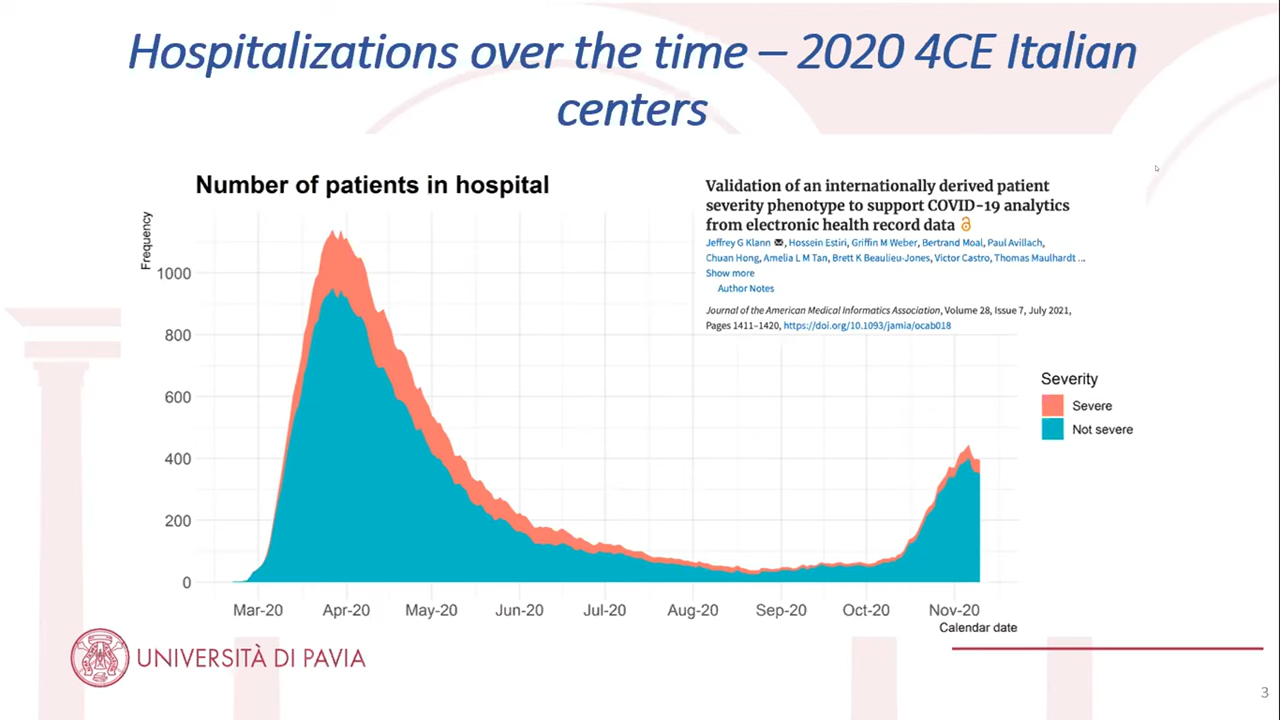 Hospitalizations over the time – 2020 4CE Italian
centers
Number of patients in hospital
Frequency
1000
800
600
400
200
0
Mar-20 Apr-20 May-20 Jun-20 Jul-20 Aug-20 Sep-20 Oct-20 Nov-20
Calendar date
Validation of an internationally derived patient
severity phenotype to support COVID-19 analytics
from electronic health record data
Jeffrey G Klann, Hossein Estiri, Griffin M Weber, Bertrand Moal, Paul Avillach,
Chuan Hong, Amelia L M Tan, Brett K Beaulieu-Jones, Victor Castro, Thomas Maulhardt ...
Show more
Author Notes
Journal of the American Medical Informatics Association, Volume 28, Issue 7, July 2021,
Pages 1411–1420, https://doi.org/10.1093/jamia/ocab018
Severity
Severe
Not severe
UNIVERSITÀ DI PAVIA
3